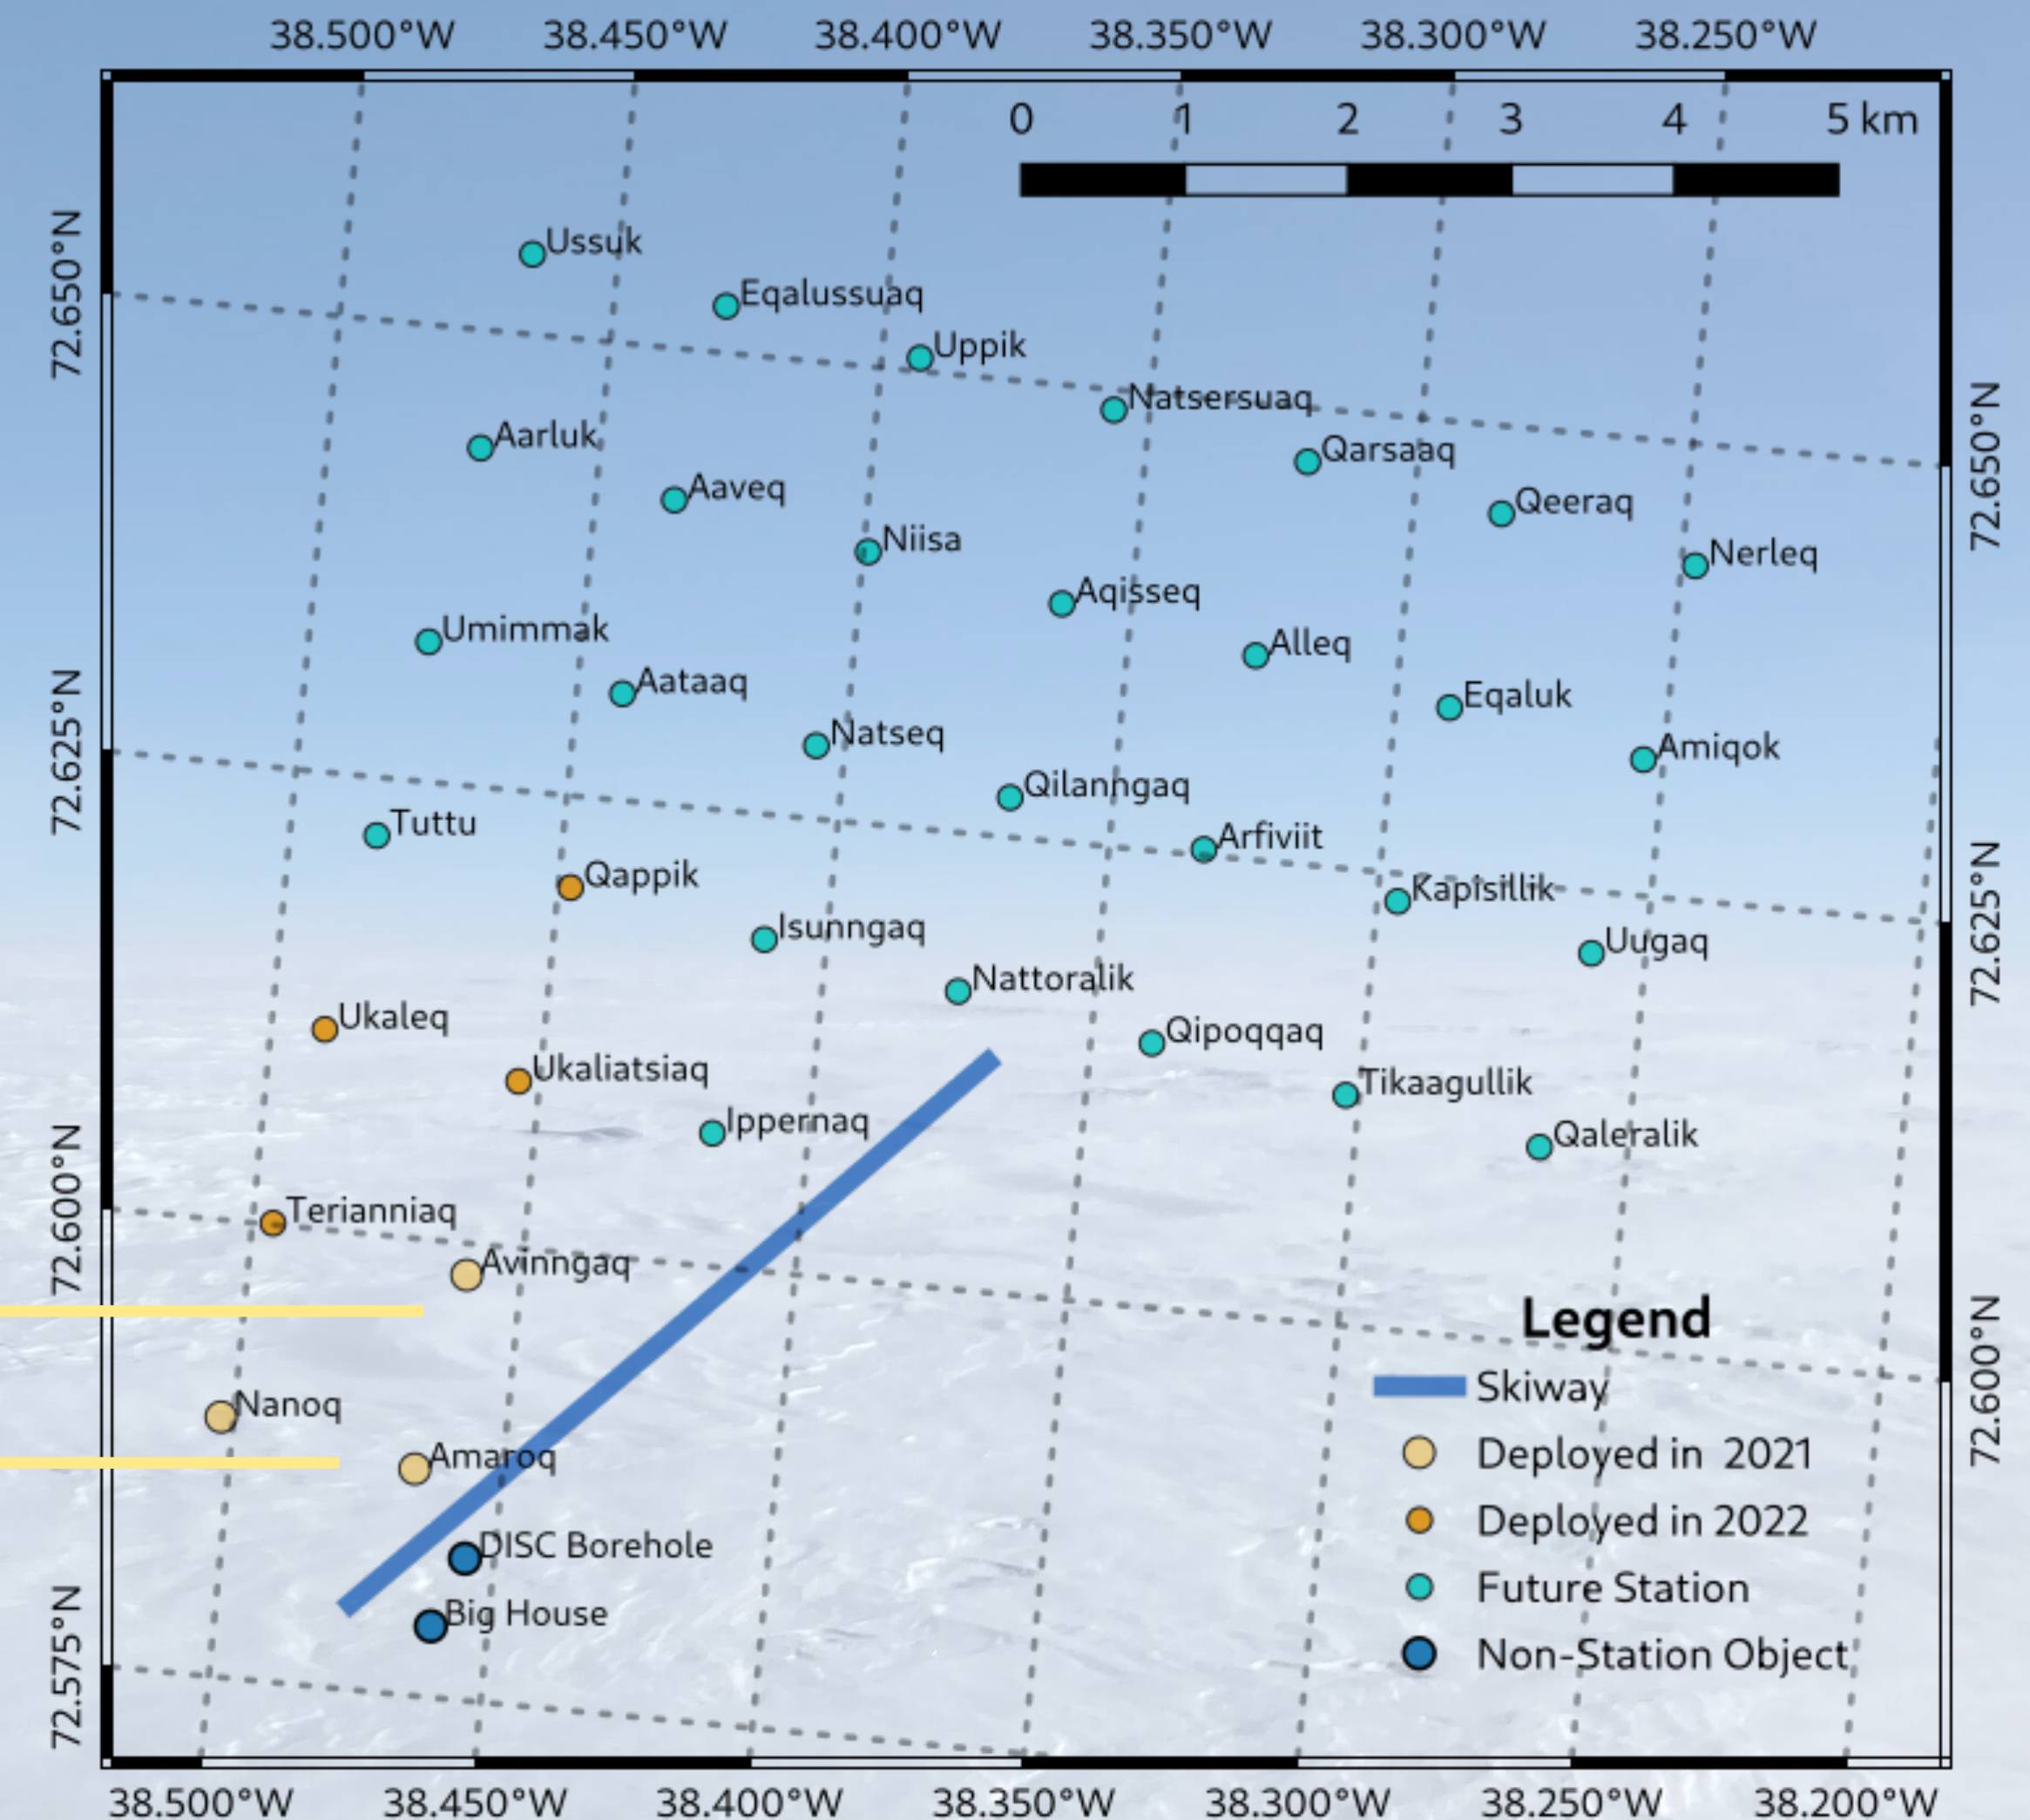 38.500°W 38.450°W 38.400°W 38.350°W 38.300°W 38.250°W
0 1 2 3 4 5 km
72.650°N
72.625°N
72.600°N
72.575°N
72.650°N
72.625°N
72.600°N
Ussuk
Eqalussuaq
Uppik
Natsersuaq
Qarsaaq
Qeeraq
Nerleq
Aarluk
Aaveq
Niisa
Aqisseq
Alleq
Eqaluk
Amiqok
Umimmak
Aataaq
Natseq
Qilanngaq
Arfiviit
Kapisillik
Uugaq
Tuttu
Qappik
Isunngaq
Nattoralik
Qipoqqaq
Tikaagullik
Qaleralik
Ukaleq
Ukaliatsiaq
Ippernaq
Terianniaq
Avinngaq
Nanoq
Amaroq
DISC Borehole
Big House
Legend
Skiway
Deployed in 2021
Deployed in 2022
Future Station
Non-Station Object
38.500°W 38.450°W 38.400°W 38.350°W 38.300°W 38.250°W 38.200°W